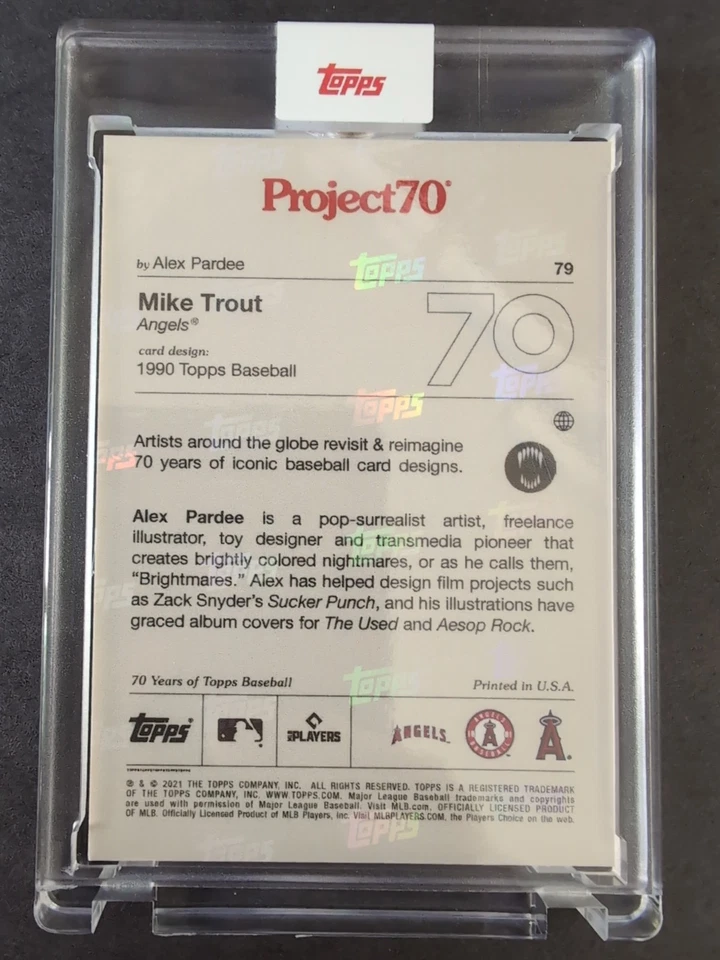 Topps
Project70®
by Alex Pardee
79
Mike Trout
Angels®
card design:
1990 Topps Baseball
70
Artists around the globe revisit & reimagine
70 years of iconic baseball card designs.
Alex Pardee is a pop-surrealist artist, freelance
illustrator, toy designer and transmedia pioneer that
creates brightly colored nightmares, or as he calls them,
"Brightmares." Alex has helped design film projects such
as Zack Snyder's Sucker Punch, and his illustrations have
graced album covers for The Used and Aesop Rock.
70 Years of Topps Baseball
Printed in U.S.A.
Topps
PLAYERS
ANGELS
ANGELS
A
BASEBALL
A
® & © 2021 THE TOPPS COMPANY, INC. ALL RIGHTS RESERVED. TOPPS IS A REGISTERED TRADEMARK
OF THE TOPPS COMPANY, INC. WWW.TOPPS.COM. Major League Baseball trademarks and copyrights
are used with permission of Major League Baseball. Visit MLB.com. OFFICIALLY LICENSED PRODUCT
OF MLB. Officially Licensed Product of MLB Players, Inc. Visit MLBPLAYERS.COM, the Players Choice on the web.